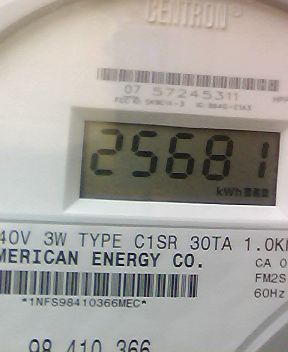 CENTRON®
07 57245311
25681
kWh
40V 3W TYPE C1SR 30TA 1.0K
MERICAN ENERGY CO.
CA 0
FM2S
60Hz
*1NFS98410366MEC*
98 410 366